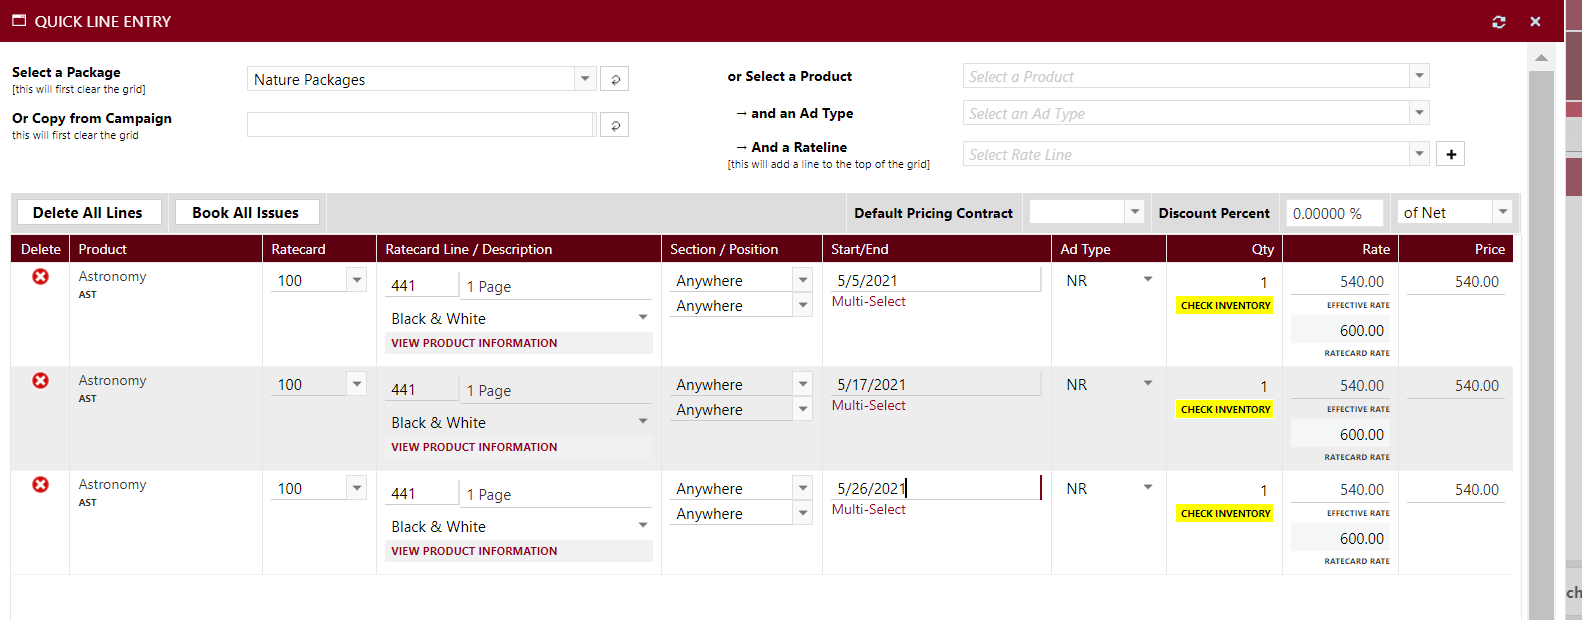 QUICK LINE ENTRY
Select a Package
[this will first clear the grid]
Nature Packages
or Select a Product
Select a Product
Or Copy from Campaign
this will first clear the grid
→ and an Ad Type
Select an Ad Type
→ And a Rateline
[this will add a line to the top of the grid]
Select Rate Line
+
Delete All Lines
Book All Issues
Default Pricing Contract
Discount Percent
0.00000 %
of Net
Delete Product Ratecard Ratecard Line / Description Section / Position Start/End Ad Type Qty Rate Price
Astronomy 100 441 1 Page Anywhere 5/5/2021 NR 1 540.00 540.00
AST Anywhere Multi-Select CHECK INVENTORY EFFECTIVE RATE
Black & White 600.00
VIEW PRODUCT INFORMATION RATECARD RATE
Astronomy 100 441 1 Page Anywhere 5/17/2021 NR 1 540.00 540.00
AST Anywhere Multi-Select CHECK INVENTORY EFFECTIVE RATE
Black & White 600.00
VIEW PRODUCT INFORMATION RATECARD RATE
Astronomy 100 441 1 Page Anywhere 5/26/2021 NR 1 540.00 540.00
AST Anywhere Multi-Select CHECK INVENTORY EFFECTIVE RATE
Black & White 600.00
VIEW PRODUCT INFORMATION RATECARD RATE
ch